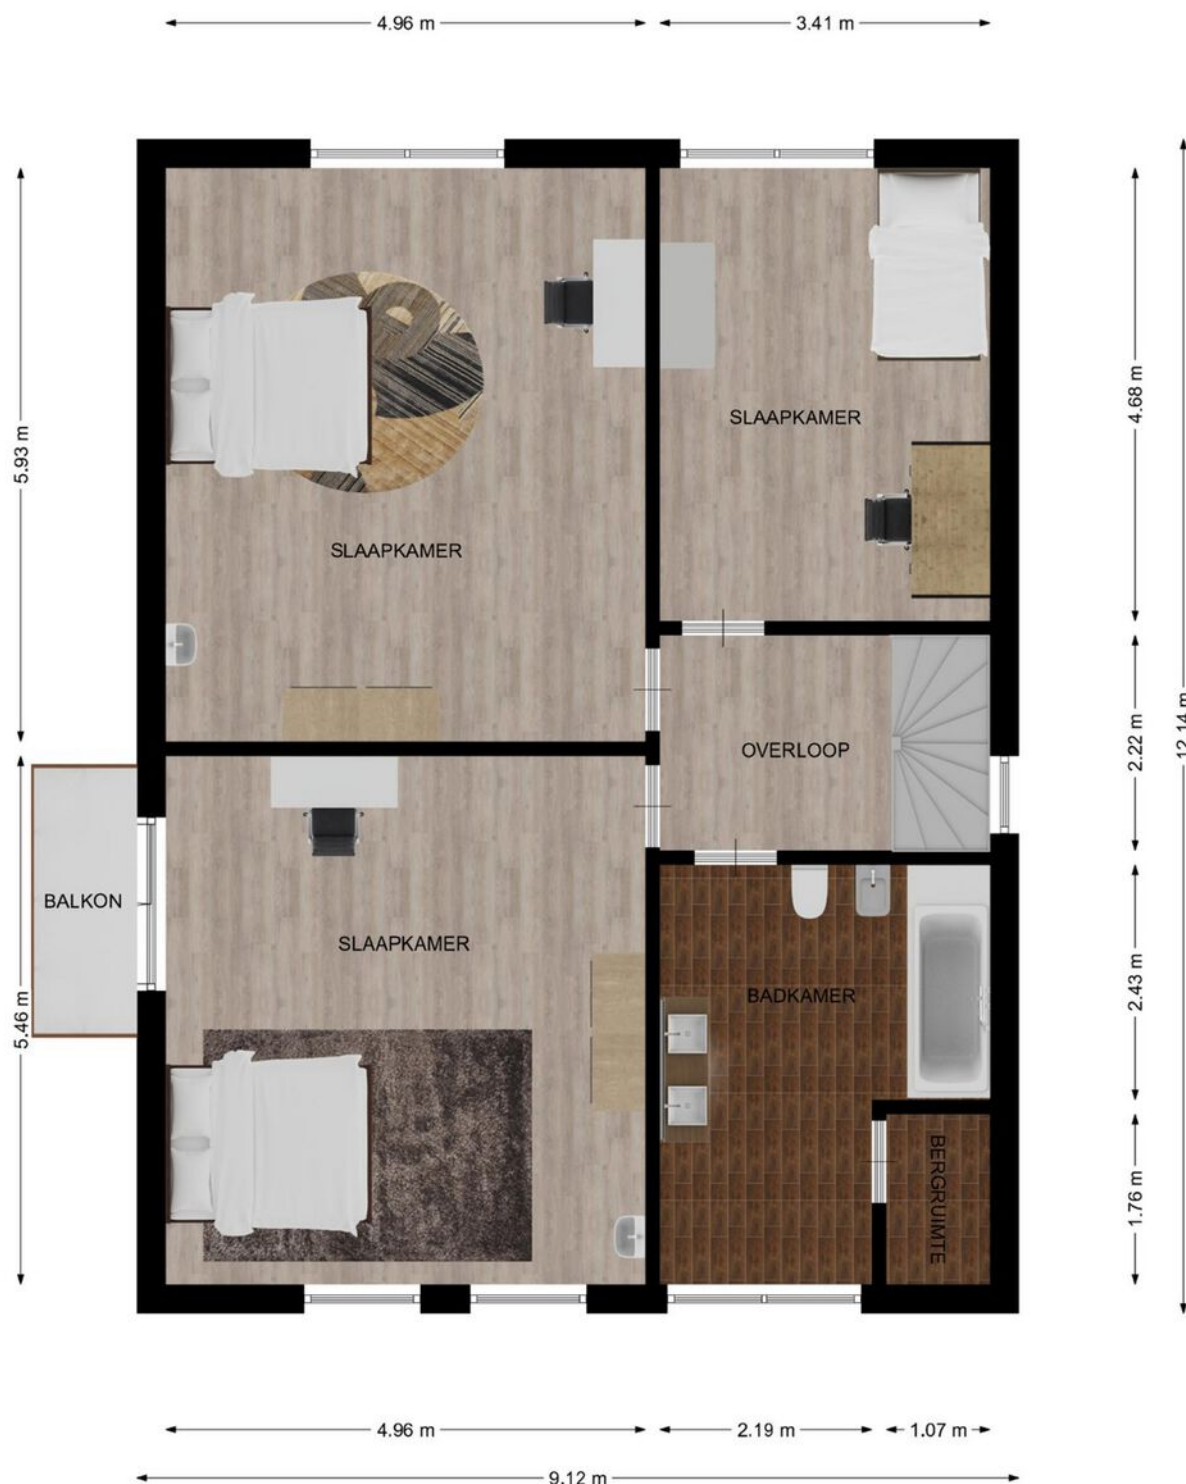 4.96 m
3.41 m
5.93 m
4.68 m
SLAAPKAMER
SLAAPKAMER
2.22 m
12.14 m
OVERLOOP
BALKON
SLAAPKAMER
5.46 m
BADKAMER
2.43 m
BERGRUIMTE
1.76 m
4.96 m
2.19 m
1.07 m
9.12 m